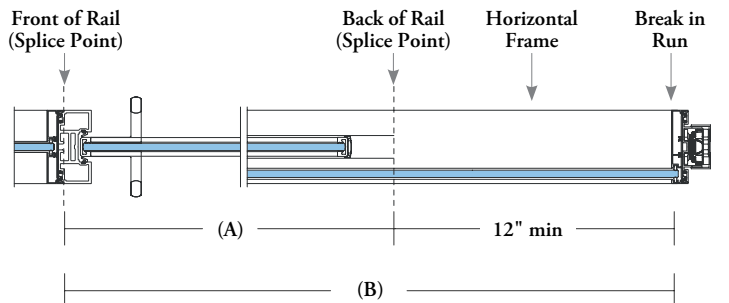 Front of Rail
(Splice Point)
Back of Rail
(Splice Point)
Horizontal
Frame
Break in
Run
(A)
12" min
(B)